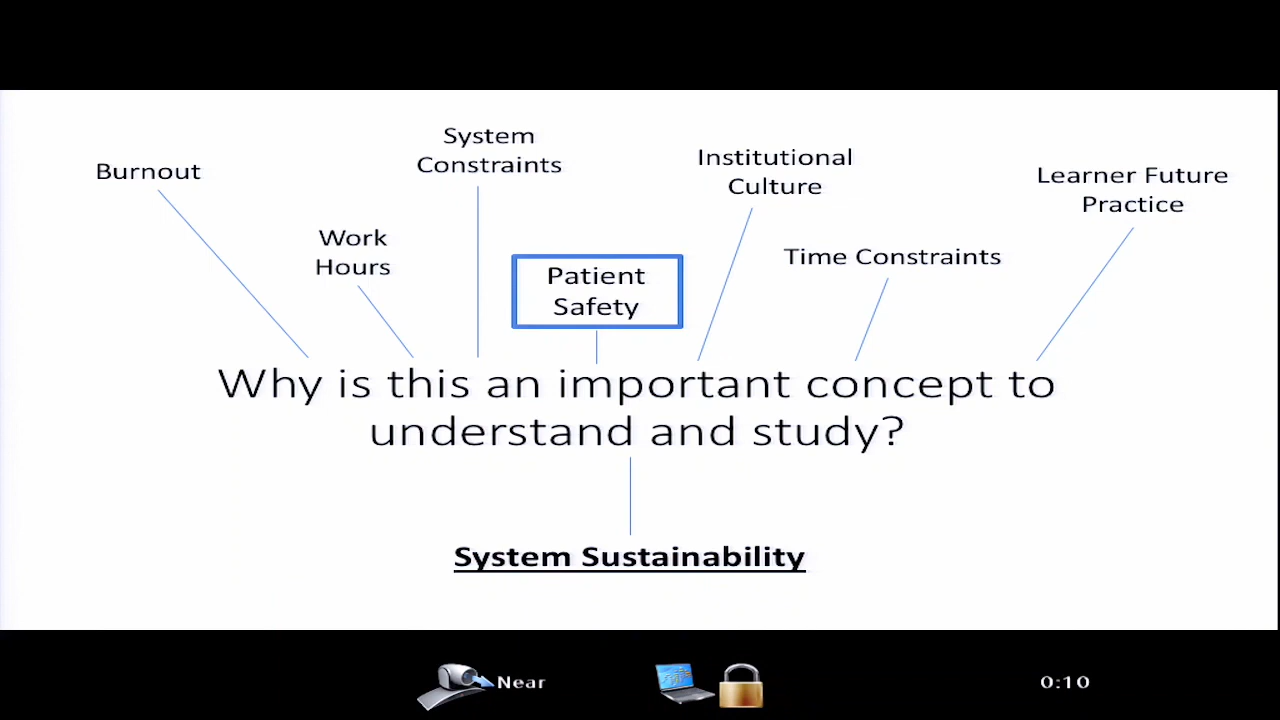 Burnout
System
Constraints
Institutional
Culture
Learner Future
Practice
Work
Hours
Patient
Safety
Time Constraints
Why is this an important concept to
understand and study?
System Sustainability
Near
0:10